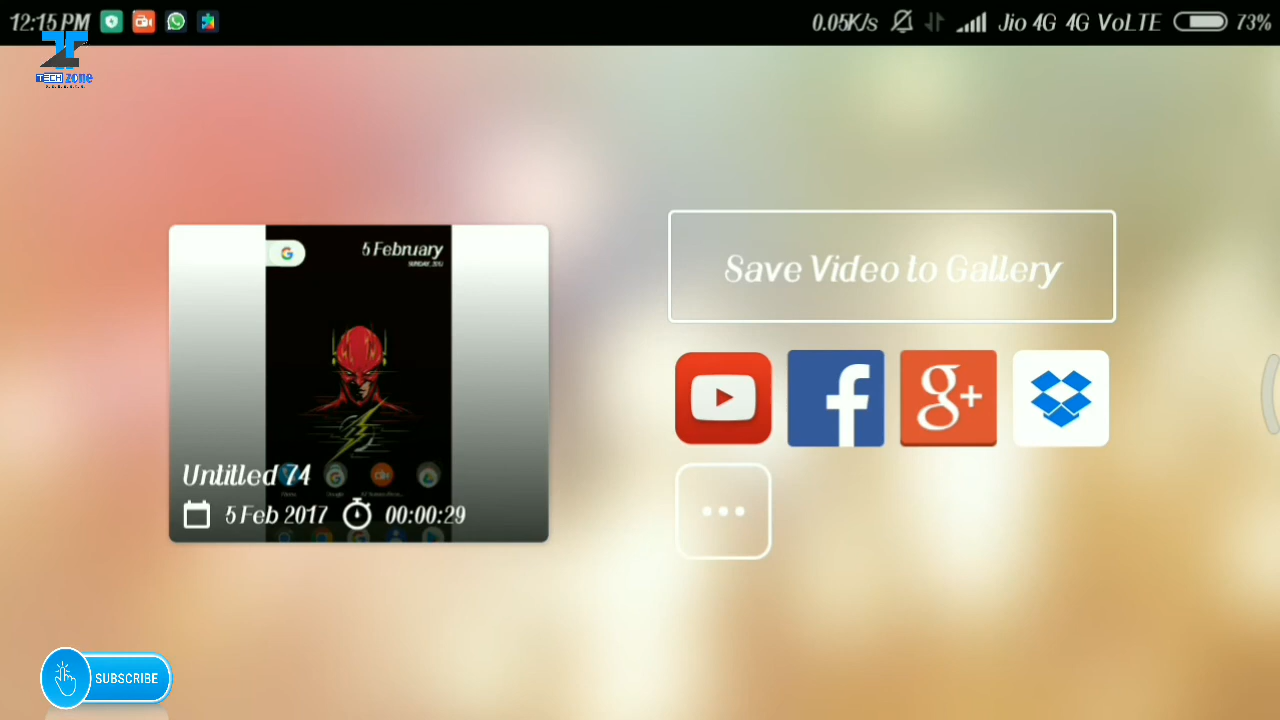 12:15 PM 0.05K/s Jio 4G 4G VoLTE 73%
TECH zone
5 February
Save Video to Gallery
Untitled 74
5 Feb 2017 00:00:29
SUBSCRIBE